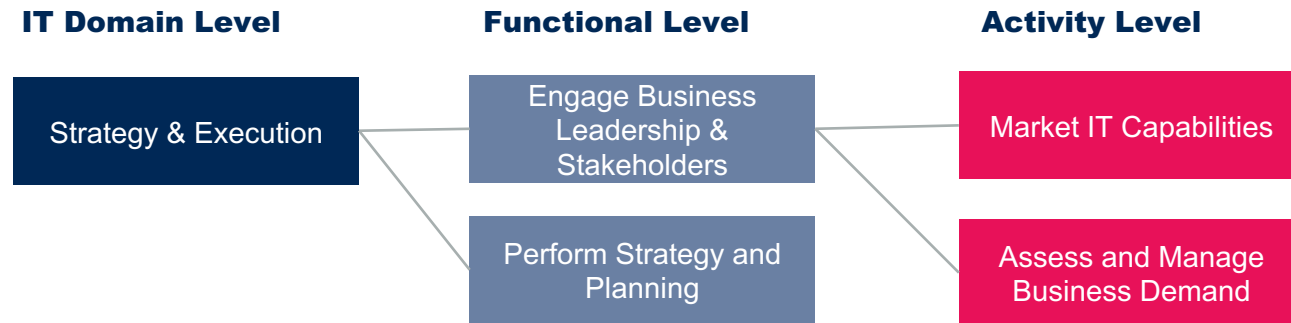 IT Domain Level
Functional Level
Activity Level
Strategy & Execution
Engage Business
Leadership &
Stakeholders
Market IT Capabilities
Perform Strategy and
Planning
Assess and Manage
Business Demand